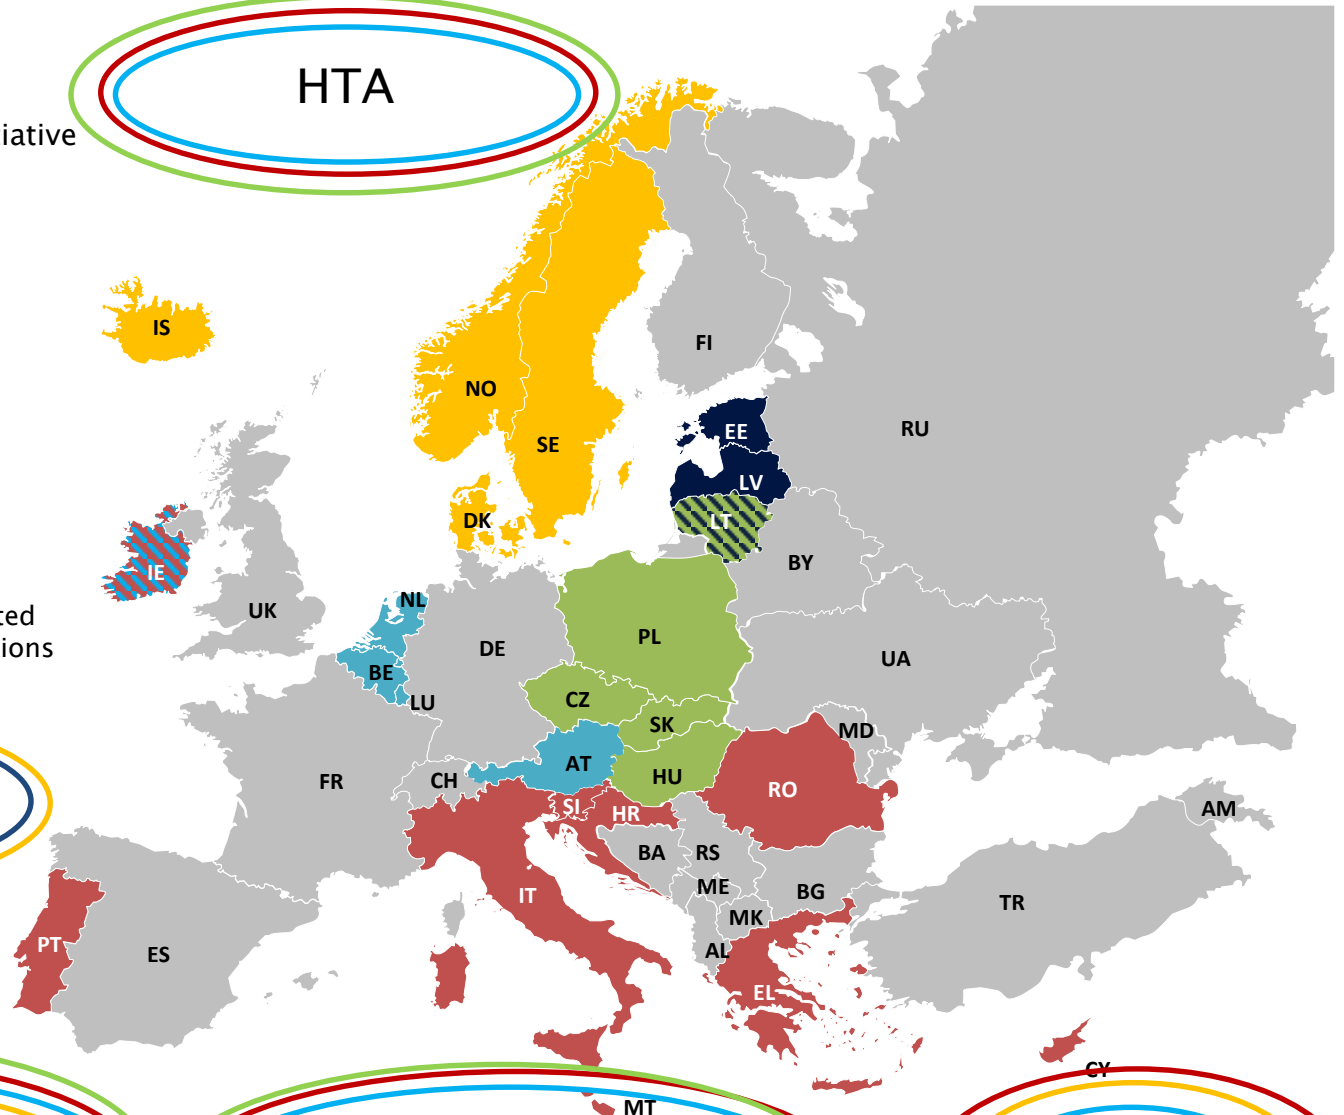 HTA
iative
IS
FI
NO
RU
EE
SE
LV
DK
LT
BY
IE
NL
UK
ted
ions
PL
DE
UA
BE
CZ
LU
SK
MD
AT
HU
FR
CH
RO
SI
HR
AM
BA
RS
ME
BG
IT
TR
MK
PT
AL
ES
EL
CY
MT